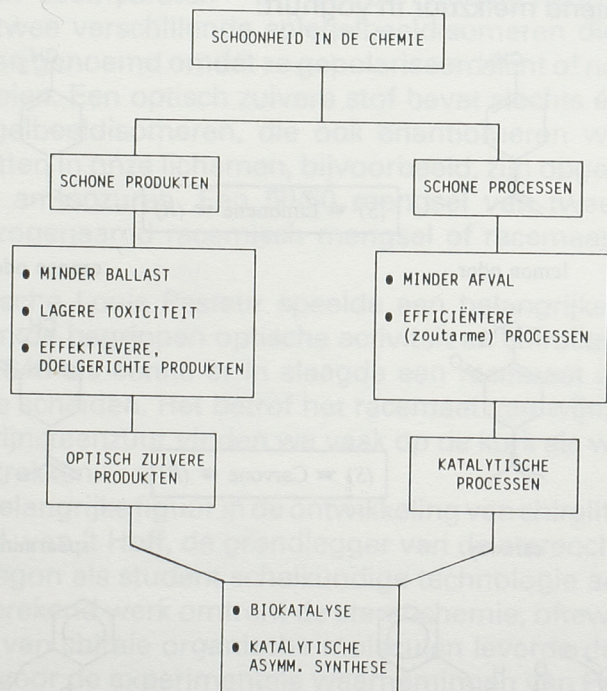 SCHOONHEID IN DE CHEMIE
SCHONE PRODUKTEN
SCHONE PROCESSEN
• MINDER BALLAST
• LAGERE TOXICITEIT
• EFFEKTIEVERE,
DOELGERICHTE PRODUKTEN
• MINDER AFVAL
• EFFICIËNTERE
(zoutarme) PROCESSEN
OPTISCH ZUIVERE
PRODUKTEN
KATALYTISCHE
PROCESSEN
• BIOKATALYSE
• KATALYTISCHE
ASYMM. SYNTHESE